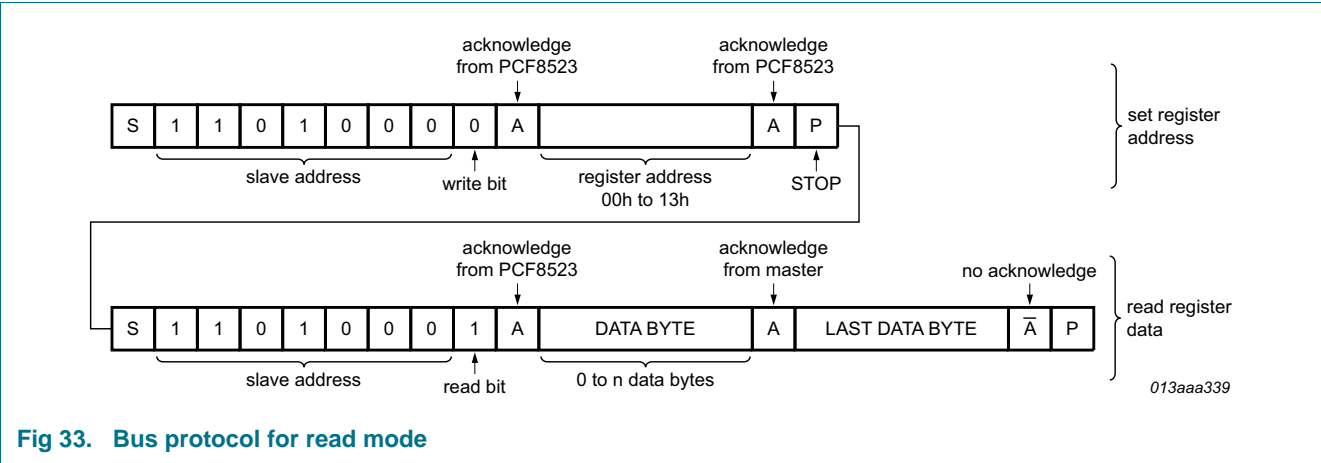 acknowledge acknowledge
from PCF8523 from PCF8523
S 1 1 0 1 0 0 0 0 A A P
set register
address
slave address
write bit
register address
00h to 13h
STOP
acknowledge acknowledge
from PCF8523 from master
no acknowledge
S 1 1 0 1 0 0 0 1 A DATA BYTE A LAST DATA BYTE A̅ P
read register
data
slave address
read bit
0 to n data bytes
013aaa339
Fig 33. Bus protocol for read mode